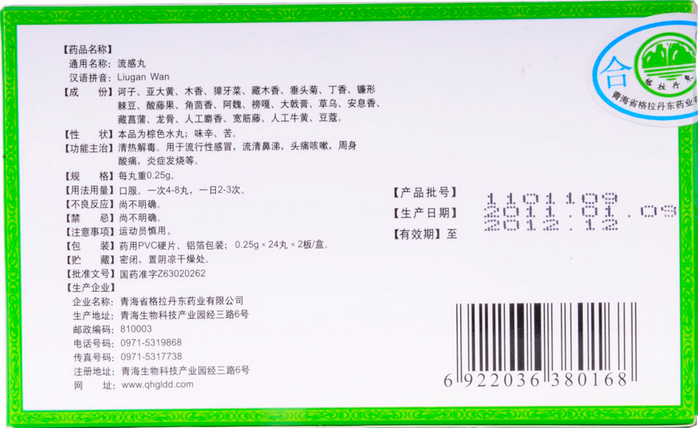 【药品名称】
通用名称：流感丸
汉语拼音：Liugan Wan
【成　份】诃子、亚大黄、木香、獐牙菜、藏木香、垂头菊、丁香、镰形
棘豆、酸藤果、角茴香、阿魏、榜嘎、大戟膏、草乌、安息香、
藏菖蒲、龙骨、人工麝香、宽筋藤、人工牛黄、豆蔻。
【性　状】本品为棕色水丸；味辛、苦。
【功能主治】清热解毒。用于流行性感冒，流清鼻涕，头痛咳嗽，周身
酸痛，炎症发烧等。
【规　格】每丸重0.25g。
【用法用量】口服。一次4-8丸，一日2-3次。
【不良反应】尚不明确。
【禁　忌】尚不明确。
【注意事项】运动员慎用。
【包　装】药用PVC硬片、铝箔包装；0.25g×24丸×2板/盒。
【贮　藏】密闭，置阴凉干燥处。
【批准文号】国药准字Z63020262
【生产企业】
企业名称：青海省格拉丹东药业有限公司
生产地址：青海生物科技产业园经三路6号
邮政编码：810003
电话号码：0971-5319868
传真号码：0971-5317738
注册地址：青海生物科技产业园经三路6号
网　址：www.qhgldd.com
【产品批号】1101109
【生产日期】2011.01.09
【有效期】至 2012.12
6 922036 380168
合
格拉丹东
青海省格拉丹东药业有